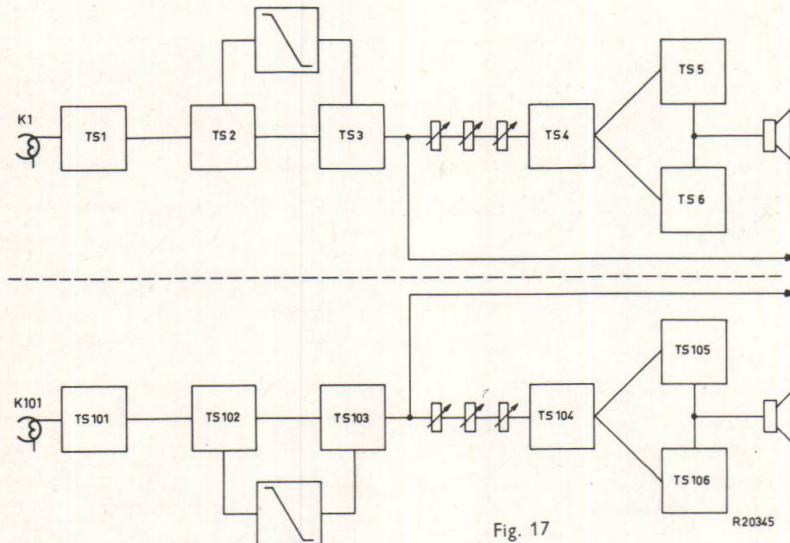 K1
TS1
TS2
TS3
TS4
TS5
TS6
K101
TS101
TS102
TS103
TS104
TS105
TS106
Fig. 17
R20345